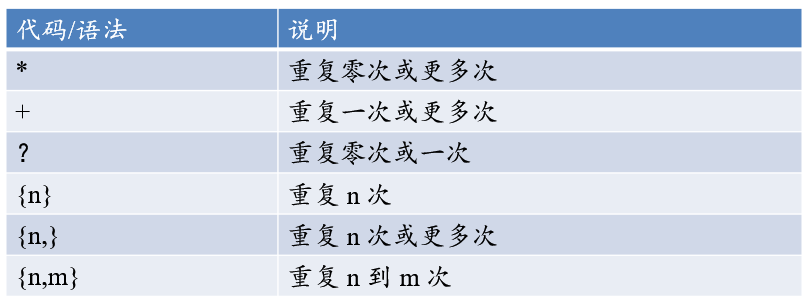 代码/语法 说明
* 重复零次或更多次
+ 重复一次或更多次
? 重复零次或一次
{n} 重复 n 次
{n,} 重复 n 次或更多次
{n,m} 重复 n 到 m 次